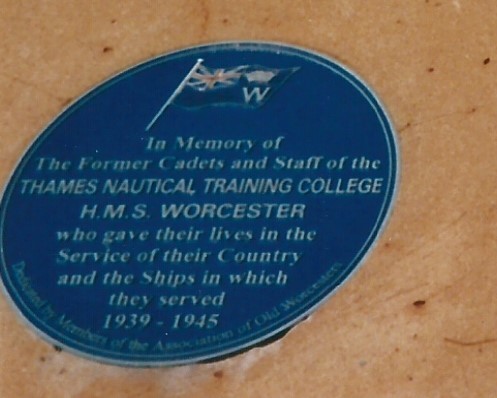 W
In Memory of
The Former Cadets and Staff of the
THAMES NAUTICAL TRAINING COLLEGE
H.M.S. WORCESTER
who gave their lives in the
Service of their Country
and the Ships in which
they served
1939 - 1945
Dedicated by Members of the Association of Old Worcesters